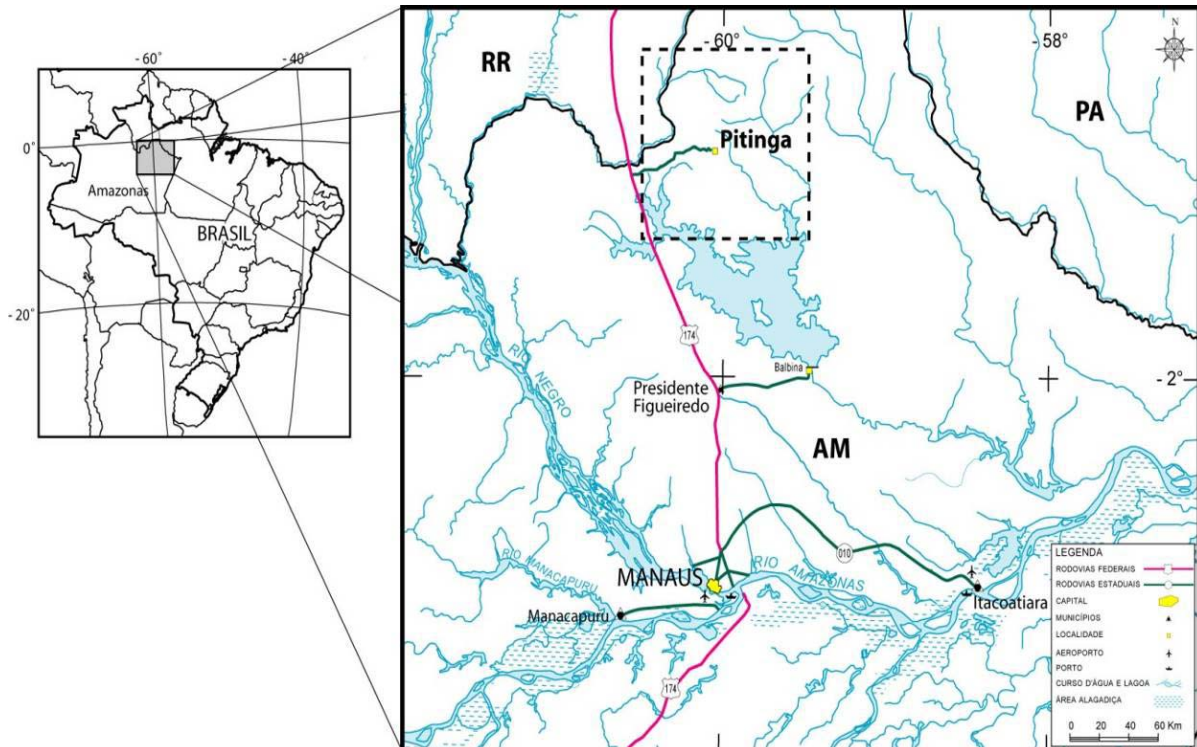 - 60°
- 40°
0°
Amazonas
BRASIL
- 20°
- 60°
- 58°
N
RR
PA
Pitinga
174
RIO NEGRO
Balbina
- 2°
Presidente
Figueiredo
AM
010
RIO MANACAPURU
MANAUS
RIO AMAZONAS
Manacapuru
Itacoatiara
174
LEGENDA
RODOVIAS FEDERAIS
RODOVIAS ESTADUAIS
CAPITAL
MUNICÍPIOS
LOCALIDADE
AEROPORTO
PORTO
CURSO D'ÁGUA E LAGOA
ÁREA ALAGADIÇA
0 20 40 60 Km